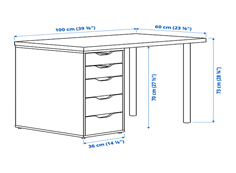 100 cm (39 ⅜")
60 cm (23 ⅝")
70 cm (27 ½")
73 cm (28 ¾")
36 cm (14 ⅛")